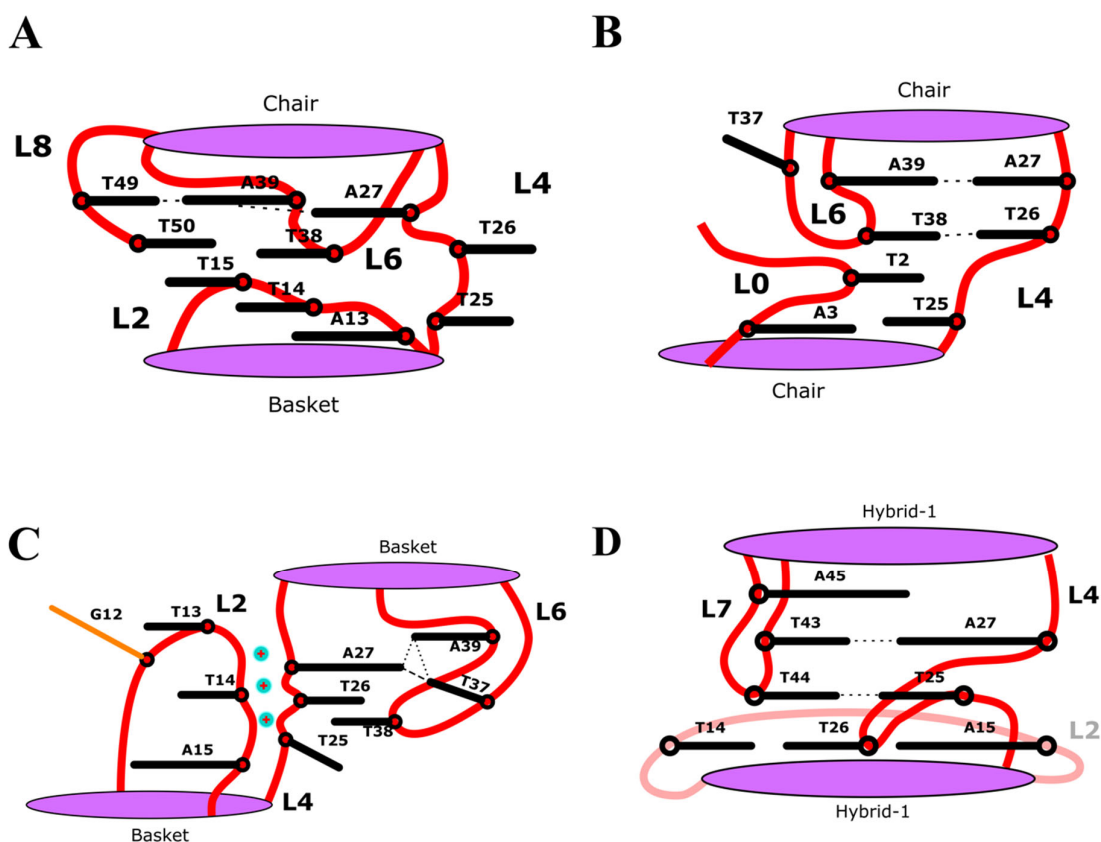 A
Chair
L8
T49
A39
A27
L4
T50
T38
T26
L6
T15
L2
T14
T25
A13
Basket
B
T37
Chair
A39
A27
L6
T38
T26
L0
T2
L4
A3
T25
Chair
C
Basket
G12
T13
L2
L6
A39
A27
T37
T14
T26
T38
T25
A15
L4
Basket
D
Hybrid-1
A45
L7
L4
T43
A27
T44
T25
T14
T26
A15
L2
Hybrid-1
+
+
+